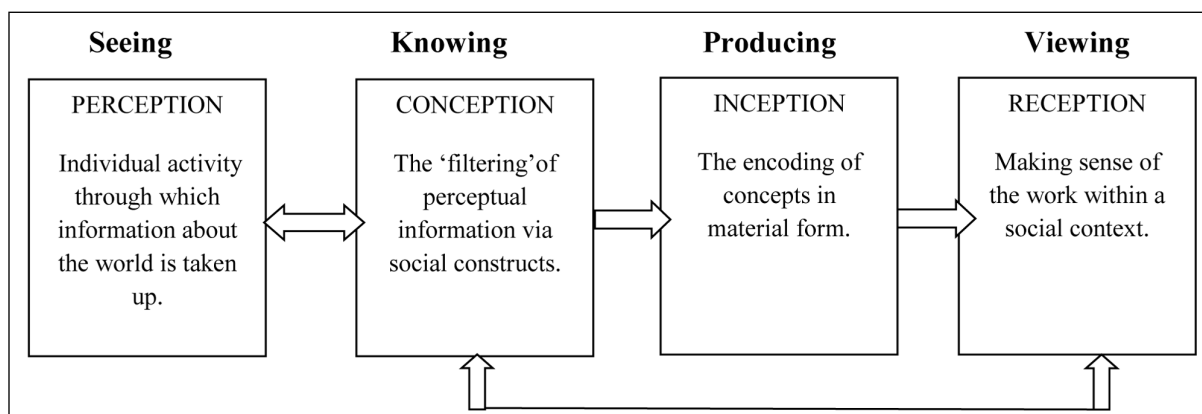 Seeing
PERCEPTION
Individual activity
through which
information about
the world is taken
up.
Knowing
CONCEPTION
The ‘filtering’of
perceptual
information via
social constructs.
Producing
INCEPTION
The encoding of
concepts in
material form.
Viewing
RECEPTION
Making sense of
the work within a
social context.